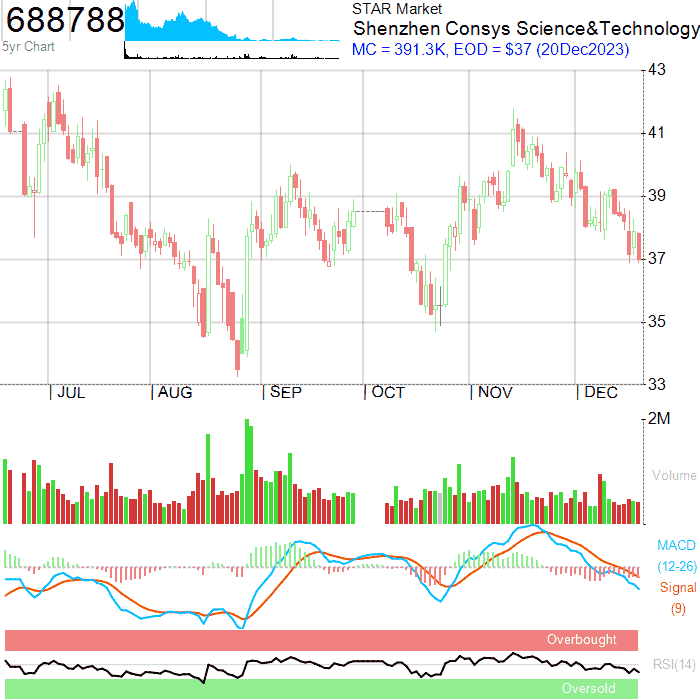 688788
5yr Chart
STAR Market
Shenzhen Consys Science&Technology
MC = 391.3K, EOD = $37 (20Dec2023)
43
41
39
37
35
33
JUL
AUG
SEP
OCT
NOV
DEC
2M
Volume
MACD
(12-26)
Signal
(9)
Overbought
RSI(14)
Oversold